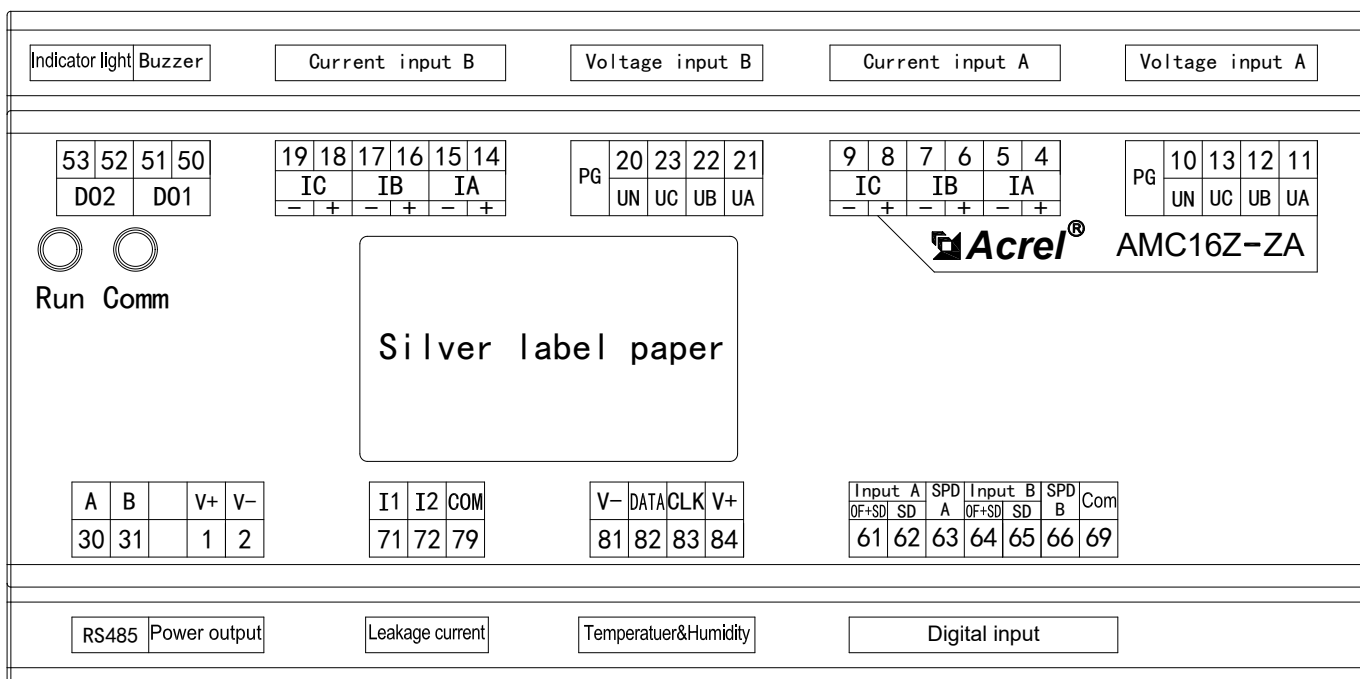 Indicator light Buzzer Current input B Voltage input B Current input A Voltage input A
53 52 51 50 19 18 17 16 15 14 PG 20 23 22 21 9 8 7 6 5 4 PG 10 13 12 11
DO2 DO1 IC IB IA UN UC UB UA IC IB IA UN UC UB UA
- + - + - + - + - + - +
Acrel® AMC16Z-ZA
Run Comm
Silver label paper
A B V+ V- I1 I2 COM V- DATA CLK V+ Input A SPD A Input B SPD B Com
OF+SD SD OF+SD SD
30 31 1 2 71 72 79 81 82 83 84 61 62 63 64 65 66 69
RS485 Power output Leakage current Temperatuer&Humidity Digital input